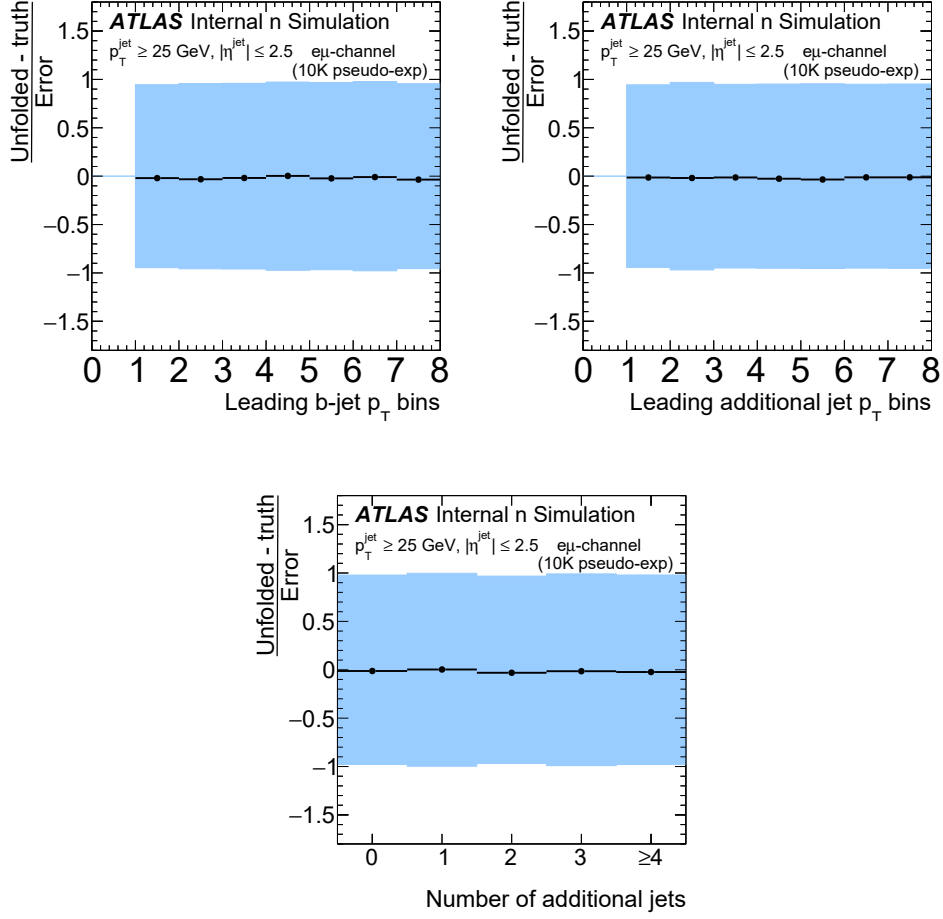 ATLAS Internal n Simulation
p_T^jet ≥ 25 GeV, |η^jet| ≤ 2.5 eμ-channel
(10K pseudo-exp)
Unfolded - truth
Error
1.5
1
0.5
0
−0.5
−1
−1.5
0 1 2 3 4 5 6 7 8
Leading b-jet p_T bins
ATLAS Internal n Simulation
p_T^jet ≥ 25 GeV, |η^jet| ≤ 2.5 eμ-channel
(10K pseudo-exp)
Unfolded - truth
Error
1.5
1
0.5
0
−0.5
−1
−1.5
0 1 2 3 4 5 6 7 8
Leading additional jet p_T bins
ATLAS Internal n Simulation
p_T^jet ≥ 25 GeV, |η^jet| ≤ 2.5 eμ-channel
(10K pseudo-exp)
Unfolded - truth
Error
1.5
1
0.5
0
−0.5
−1
−1.5
0 1 2 3 ≥4
Number of additional jets